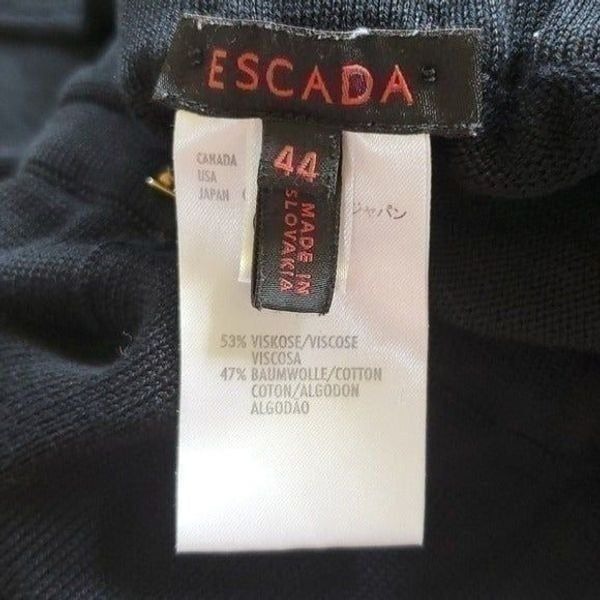 ESCADA
CANADA
USA
JAPAN
44
MADE IN
SLOVAKIA
ジャパン
53% VISKOSE/VISCOSE
VISCOSA
47% BAUMWOLLE/COTTON
COTON/ALGODON
ALGODÃO